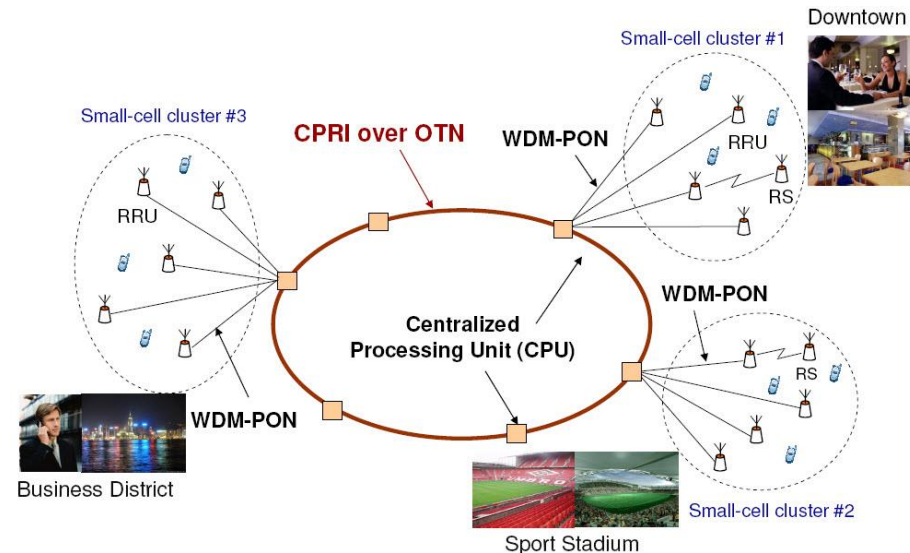 Downtown
Small-cell cluster #1
Small-cell cluster #3
CPRI over OTN
WDM-PON
RRU
RS
RRU
WDM-PON
Centralized
Processing Unit (CPU)
RS
WDM-PON
Business District
Small-cell cluster #2
Sport Stadium